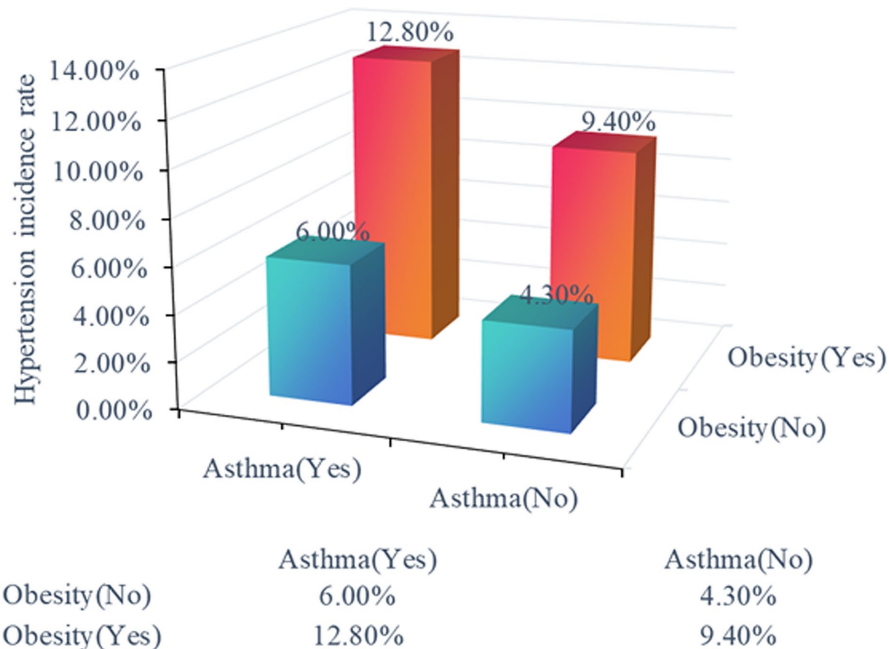 12.80%
14.00%
9.40%
12.00%
10.00%
8.00%
6.00%
6.00%
4.30%
4.00%
2.00%
0.00%
Hypertension incidence rate
Obesity(Yes)
Obesity(No)
Asthma(Yes)
Asthma(No)
Asthma(Yes) Asthma(No)
Obesity(No) 6.00% 4.30%
Obesity(Yes) 12.80% 9.40%